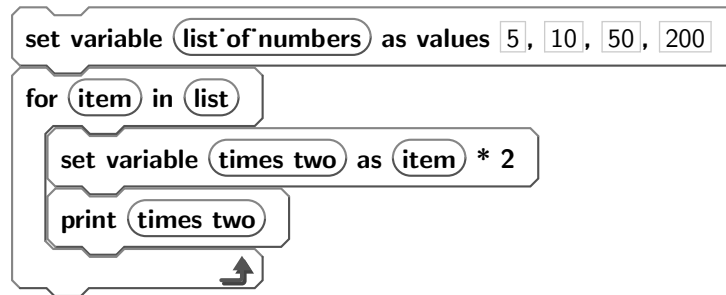 set variable list of numbers as values 5, 10, 50, 200
for item in list
set variable times two as item * 2
print times two